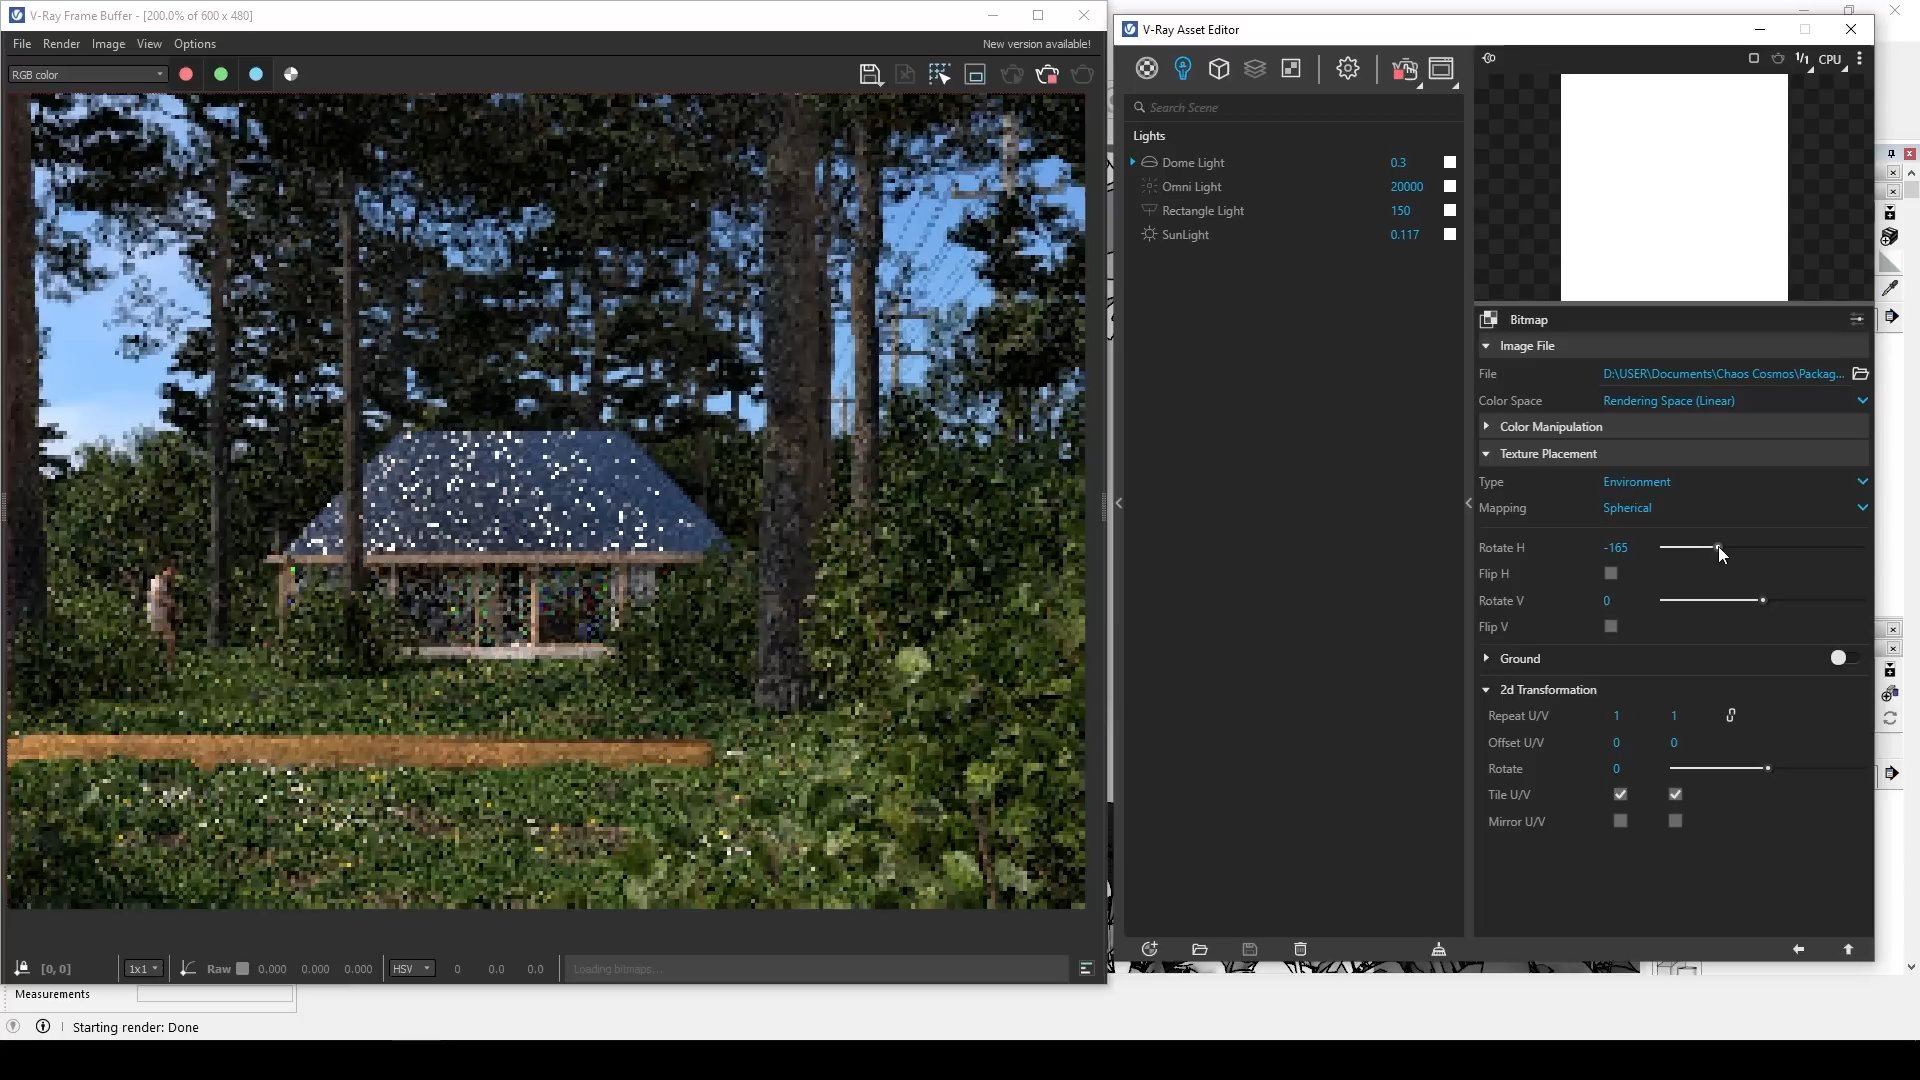 V-Ray Frame Buffer - [200.0% of 600 x 480]
File Render Image View Options
New version available!
RGB color
[0, 0]
1x1
Raw 0.000 0.000 0.000
HSV
0 0.0 0.0
Loading bitmaps...
Measurements
Starting render: Done
V-Ray Asset Editor
Search Scene
Lights
Dome Light 0.3
Omni Light 20000
Rectangle Light 150
SunLight 0.117
1/1
CPU
Bitmap
Image File
File D:\USER\Documents\Chaos Cosmos\Packag...
Color Space Rendering Space (Linear)
Color Manipulation
Texture Placement
Type Environment
Mapping Spherical
Rotate H -165
Flip H
Rotate V 0
Flip V
Ground
2d Transformation
Repeat U/V 1 1
Offset U/V 0 0
Rotate 0
Tile U/V
Mirror U/V